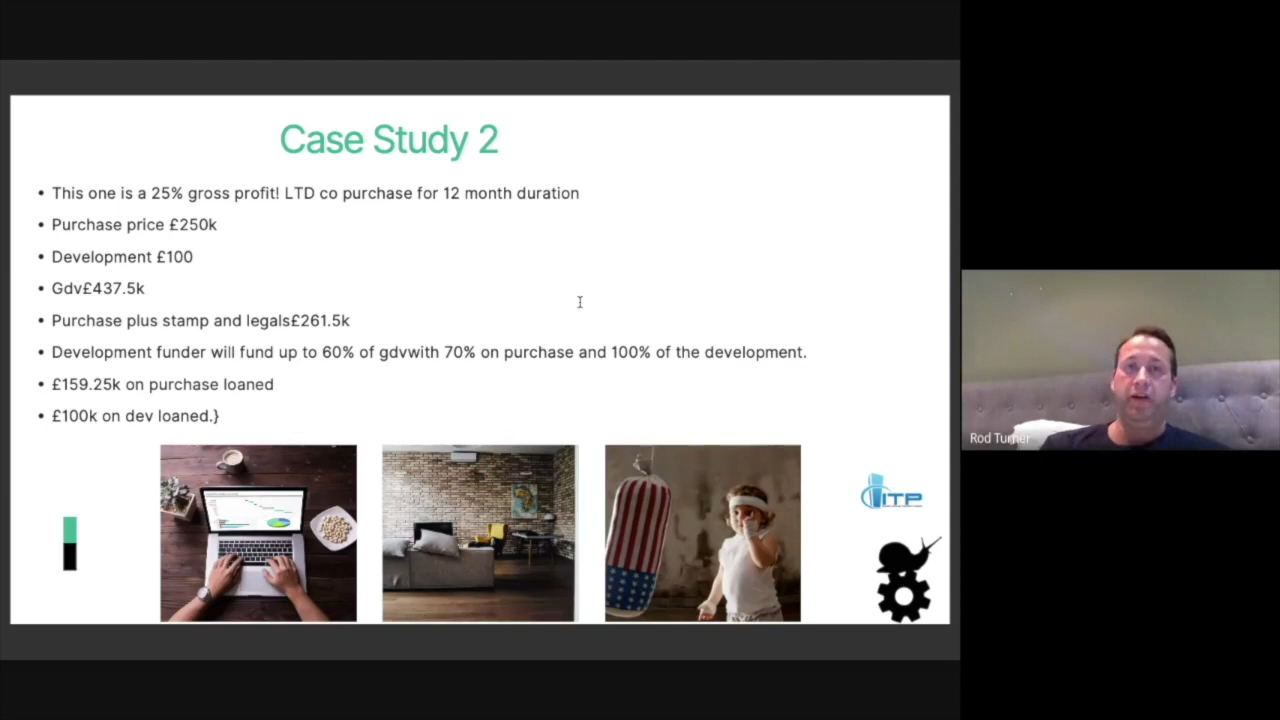 Case Study 2
• This one is a 25% gross profit! LTD co purchase for 12 month duration
• Purchase price £250k
• Development £100
• Gdv£437.5k
• Purchase plus stamp and legals£261.5k
• Development funder will fund up to 60% of gdvwith 70% on purchase and 100% of the development.
• £159.25k on purchase loaned
• £100k on dev loaned.}
ITP
Rod Turner